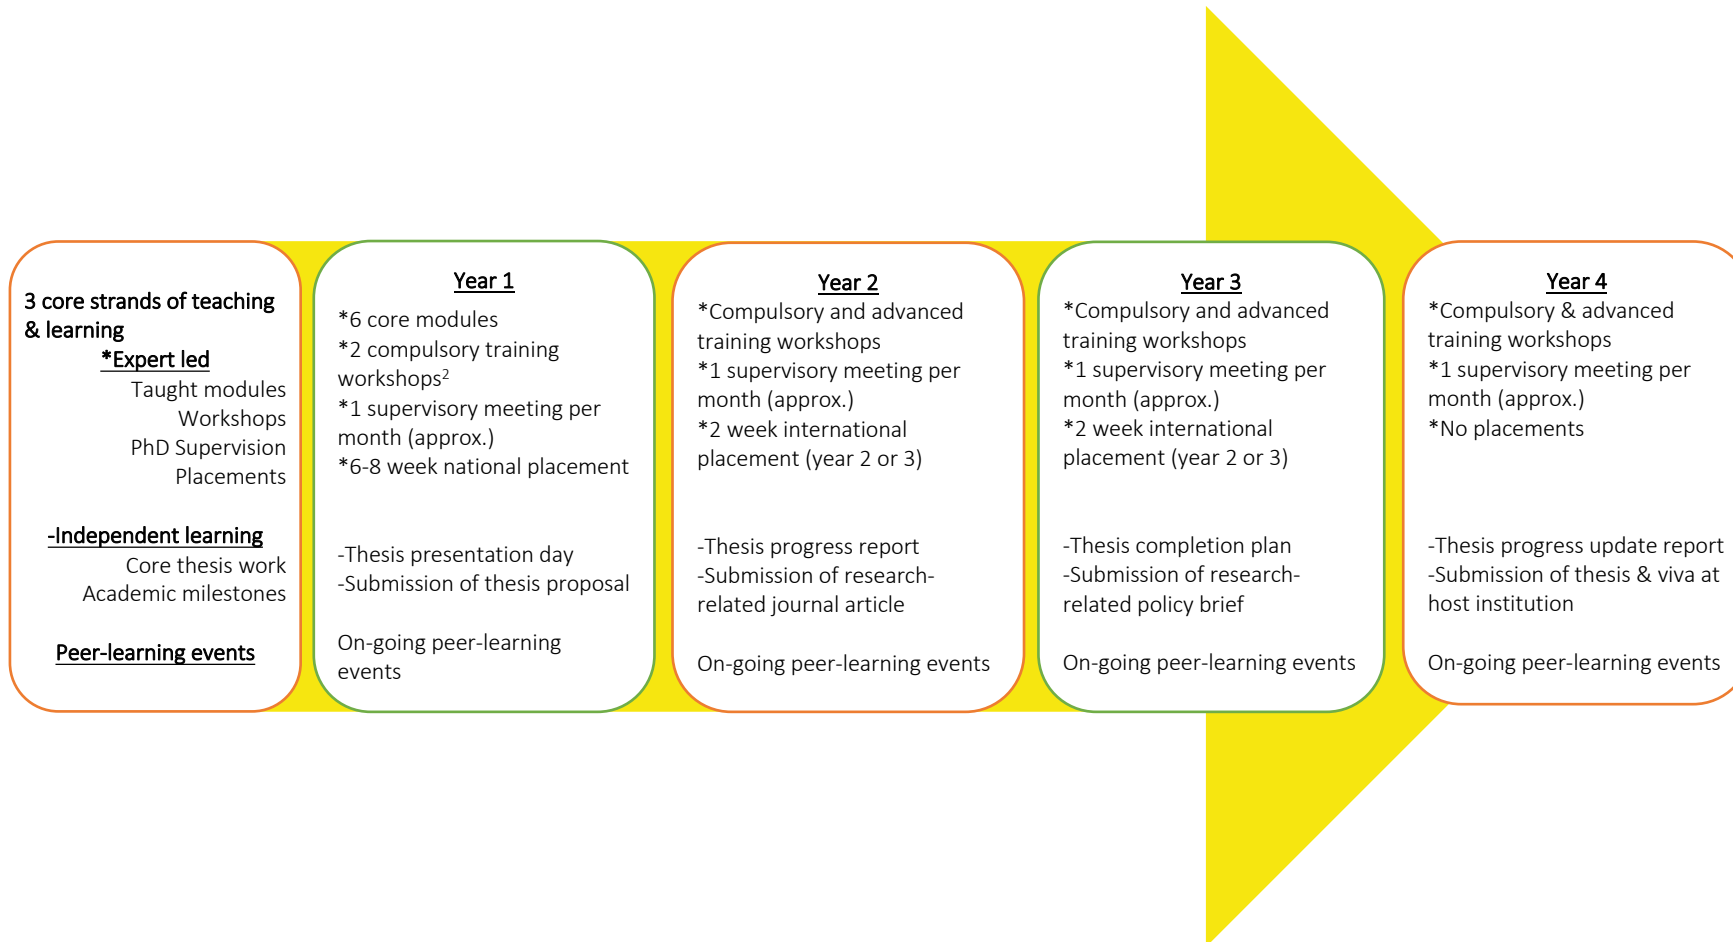 3 core strands of teaching
& learning
*Expert led
Taught modules
Workshops
PhD Supervision
Placements
-Independent learning
Core thesis work
Academic milestones
Peer-learning events
Year 1
*6 core modules
*2 compulsory training
workshops²
*1 supervisory meeting per
month (approx.)
*6-8 week national placement
-Thesis presentation day
-Submission of thesis proposal
On-going peer-learning
events
Year 2
*Compulsory and advanced
training workshops
*1 supervisory meeting per
month (approx.)
*2 week international
placement (year 2 or 3)
-Thesis progress report
-Submission of research-
related journal article
On-going peer-learning events
Year 3
*Compulsory and advanced
training workshops
*1 supervisory meeting per
month (approx.)
*2 week international
placement (year 2 or 3)
-Thesis completion plan
-Submission of research-
related policy brief
On-going peer-learning events
Year 4
*Compulsory & advanced
training workshops
*1 supervisory meeting per
month (approx.)
*No placements
-Thesis progress update report
-Submission of thesis & viva at
host institution
On-going peer-learning events